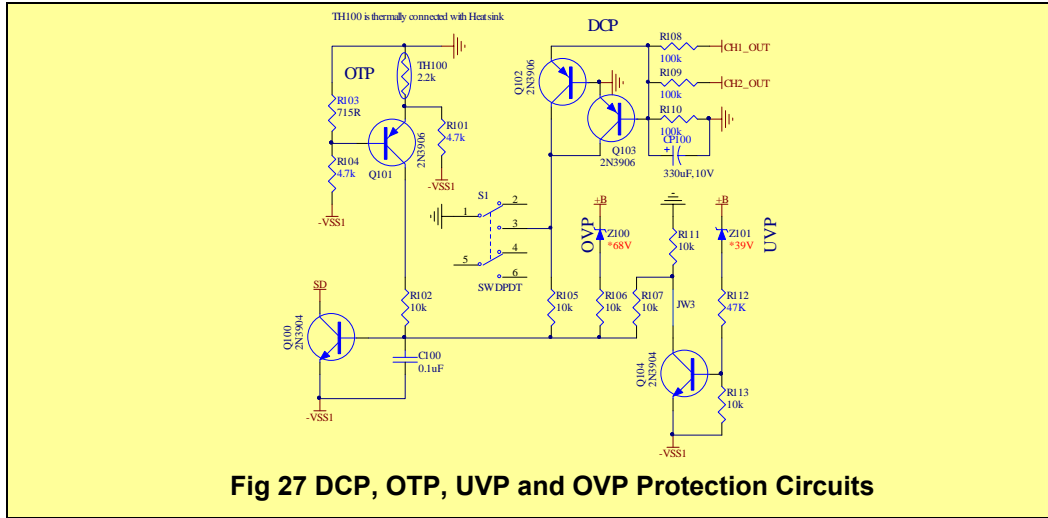 TH100 is thermally connected with Heatsink
DCP
R108
100k
CH1_OUT
TH100
2.2k
OTP
Q102
2N3906
R109
100k
CH2_OUT
R103
715R
R110
100k
R101
4.7k
CP100
+
330uF, 10V
R104
4.7k
Q101
2N3906
Q103
2N3906
-VSS1
-VSS1
S1
1
2
3
4
5
6
SWDPDT
+B
OVP
Z100
*68V
R111
10k
+B
Z101
*39V
UVP
SD
R102
10k
R105
10k
R106
10k
R107
10k
JW3
R112
47K
Q100
2N3904
C100
0.1uF
Q104
2N3904
R113
10k
-VSS1
-VSS1
Fig 27 DCP, OTP, UVP and OVP Protection Circuits